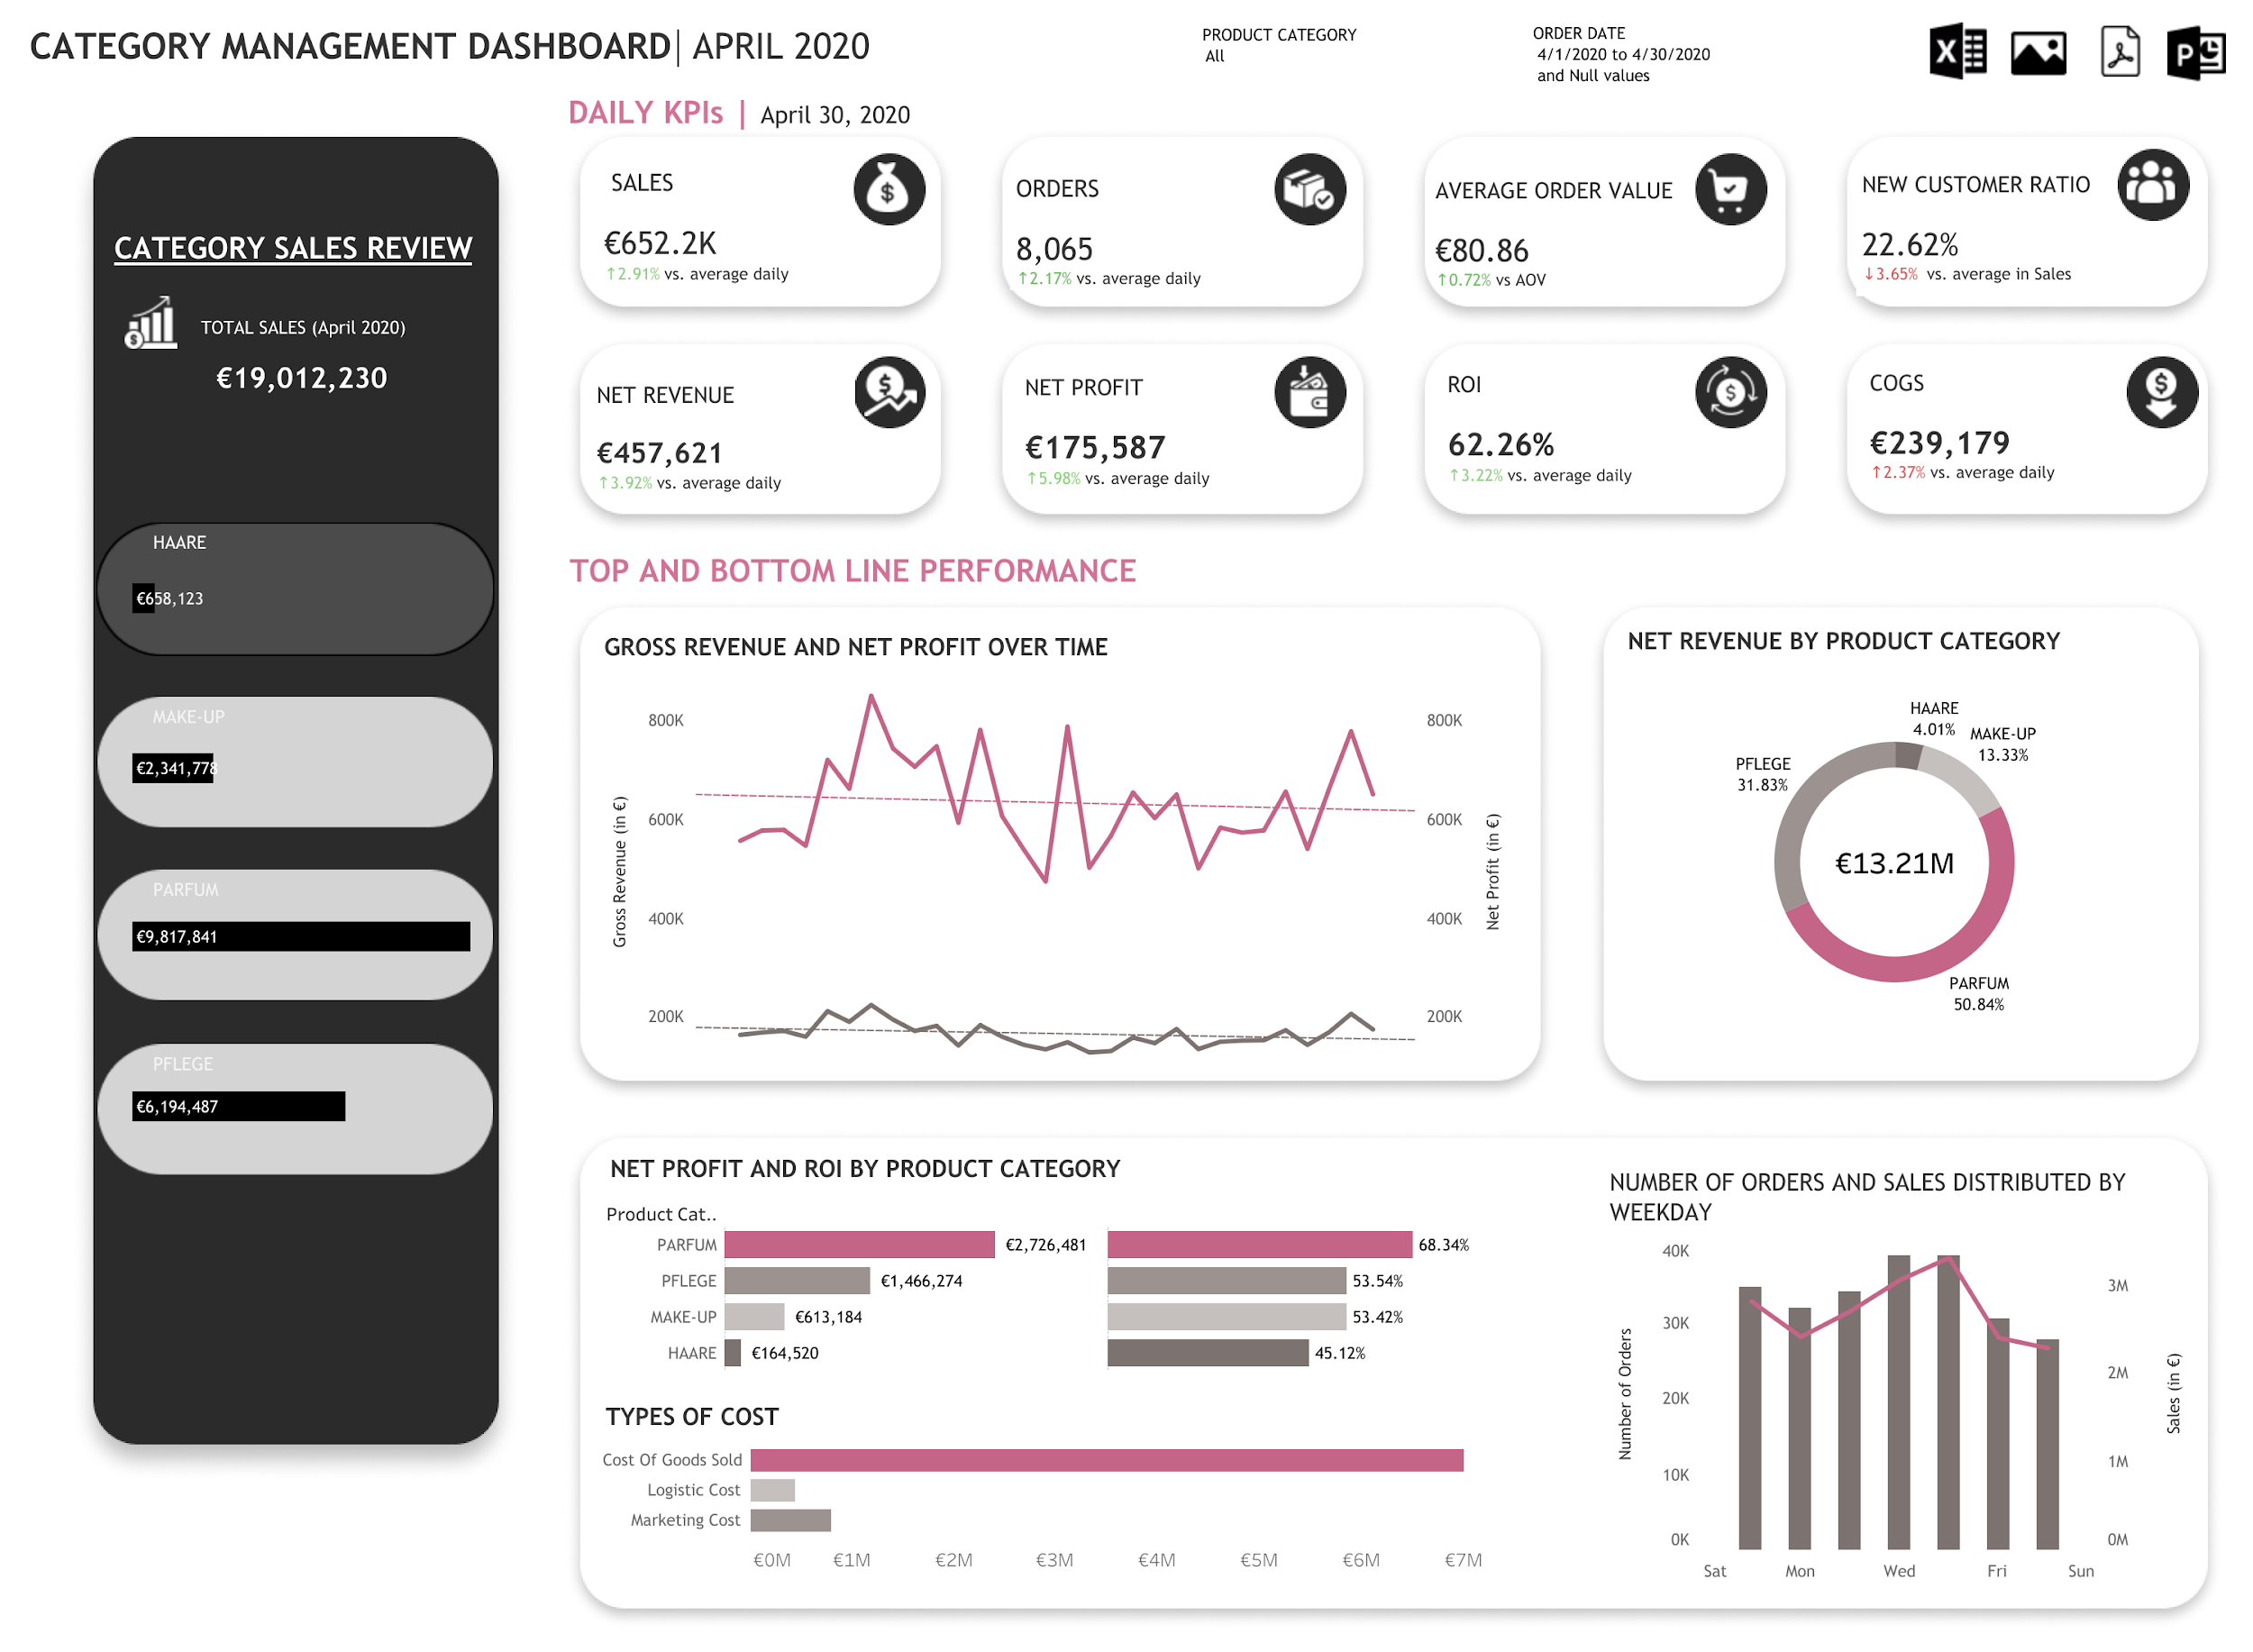 CATEGORY MANAGEMENT DASHBOARD| APRIL 2020
PRODUCT CATEGORY
All
ORDER DATE
4/1/2020 to 4/30/2020
and Null values
DAILY KPIs | April 30, 2020
CATEGORY SALES REVIEW
TOTAL SALES (April 2020)
€19,012,230
HAARE
€658,123
MAKE-UP
€2,341,778
PARFUM
€9,817,841
PFLEGE
€6,194,487
SALES
€652.2K
↑2.91% vs. average daily
ORDERS
8,065
↑2.17% vs. average daily
AVERAGE ORDER VALUE
€80.86
↑0.72% vs AOV
NEW CUSTOMER RATIO
22.62%
↓3.65% vs. average in Sales
NET REVENUE
€457,621
↑3.92% vs. average daily
NET PROFIT
€175,587
↑5.98% vs. average daily
ROI
62.26%
↑3.22% vs. average daily
COGS
€239,179
↑2.37% vs. average daily
TOP AND BOTTOM LINE PERFORMANCE
GROSS REVENUE AND NET PROFIT OVER TIME
Gross Revenue (in €)
800K
600K
400K
200K
800K
600K
400K
200K
Net Profit (in €)
NET REVENUE BY PRODUCT CATEGORY
HAARE
4.01%
MAKE-UP
13.33%
PFLEGE
31.83%
€13.21M
PARFUM
50.84%
NET PROFIT AND ROI BY PRODUCT CATEGORY
Product Cat..
PARFUM €2,726,481 68.34%
PFLEGE €1,466,274 53.54%
MAKE-UP €613,184 53.42%
HAARE €164,520 45.12%
TYPES OF COST
Cost Of Goods Sold
Logistic Cost
Marketing Cost
€0M €1M €2M €3M €4M €5M €6M €7M
NUMBER OF ORDERS AND SALES DISTRIBUTED BY
WEEKDAY
Number of Orders
40K
30K
20K
10K
0K
3M
2M
1M
0M
Sales (in €)
Sat Mon Wed Fri Sun